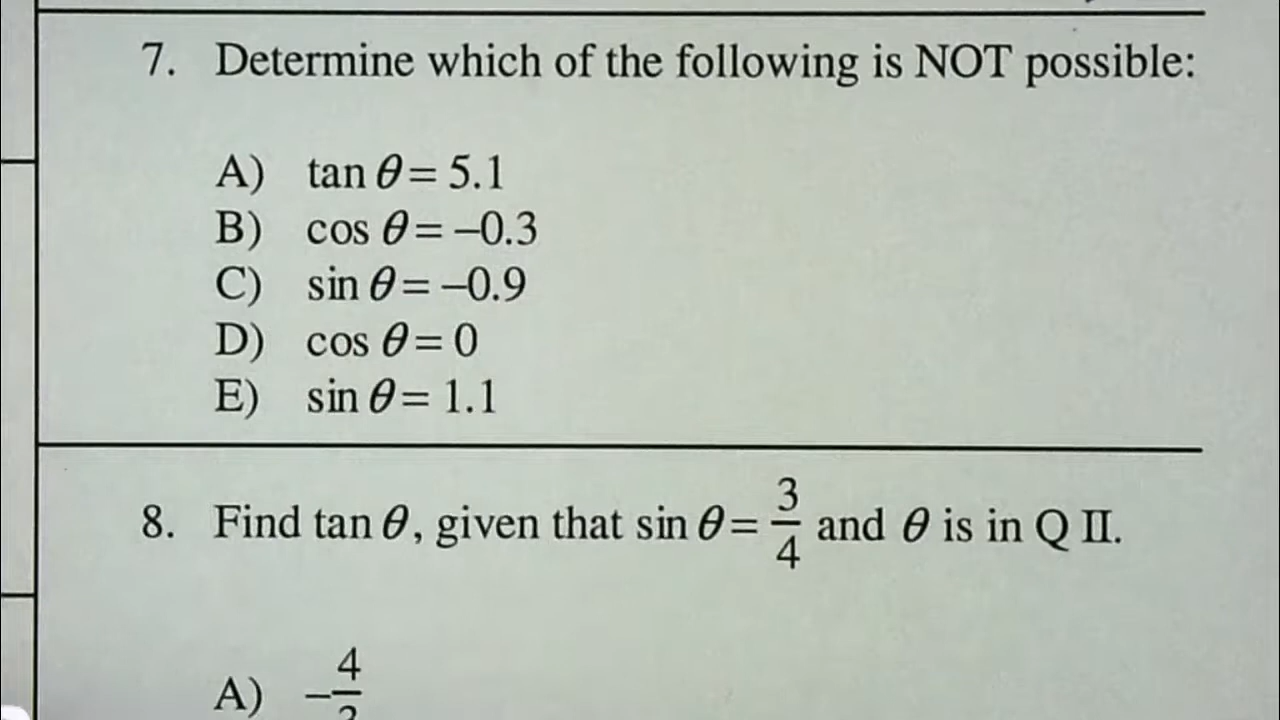 7. Determine which of the following is NOT possible:
A) tan θ = 5.1
B) cos θ = –0.3
C) sin θ = –0.9
D) cos θ = 0
E) sin θ = 1.1
8. Find tan θ, given that sin θ = 3/4 and θ is in Q II.
A) –4